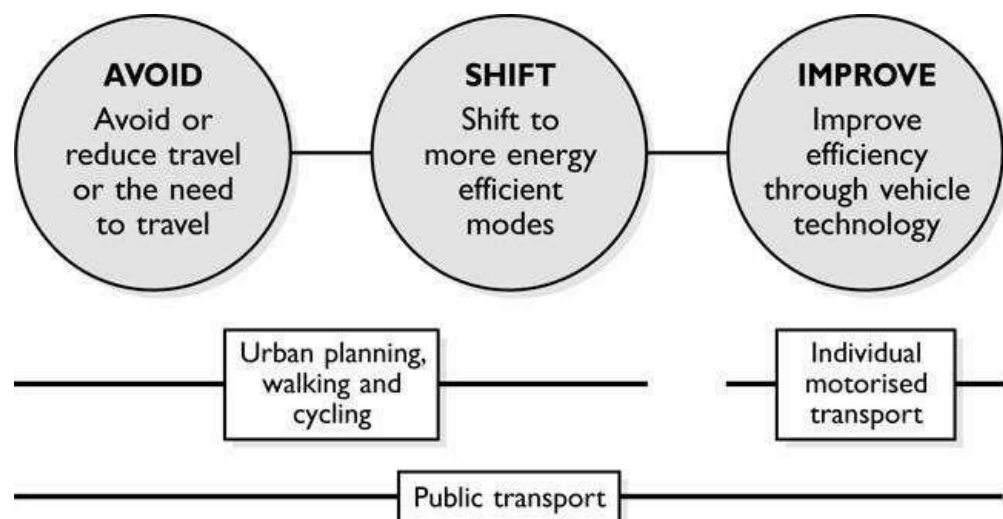 AVOID
Avoid or
reduce travel
or the need
to travel
SHIFT
Shift to
more energy
efficient
modes
IMPROVE
Improve
efficiency
through vehicle
technology
Urban planning,
walking and
cycling
Individual
motorised
transport
Public transport